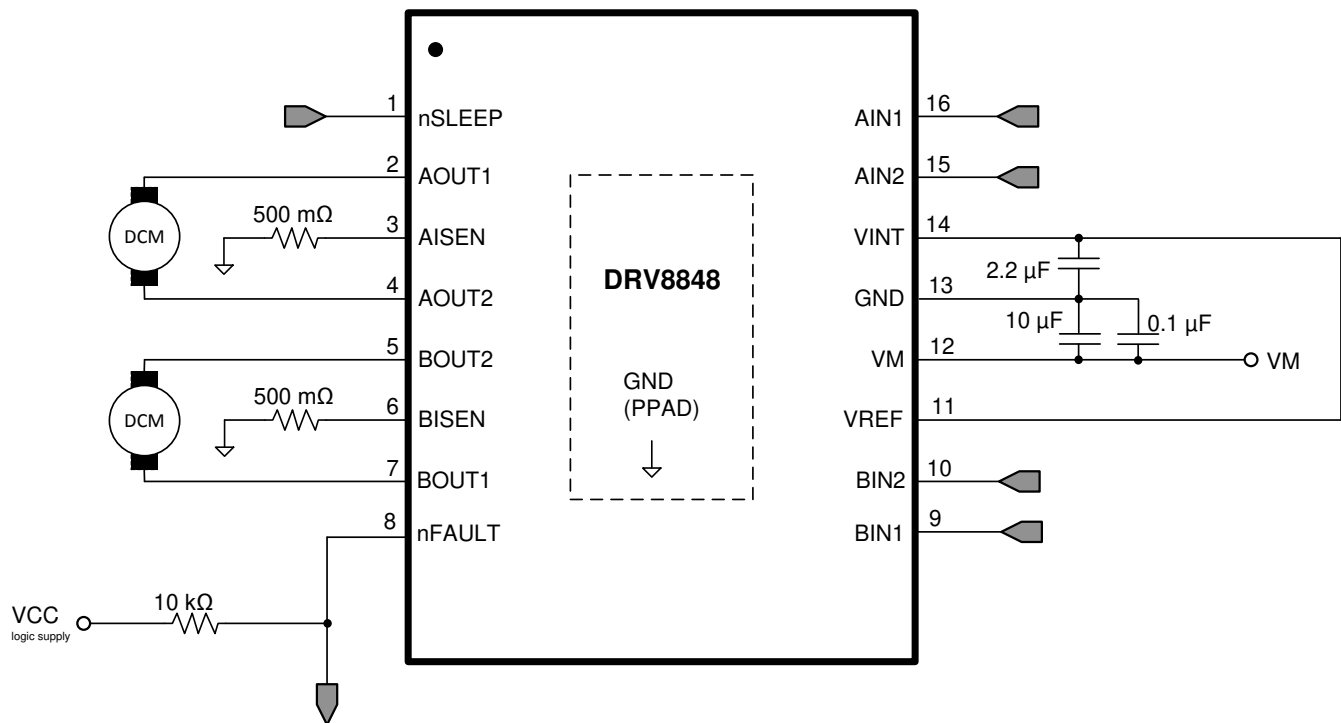 1 nSLEEP AIN1 16
2 AOUT1 AIN2 15
DCM 500 mΩ 3 AISEN VINT 14
2.2 µF
4 AOUT2 DRV8848 GND 13
10 µF 0.1 µF
5 BOUT2 VM 12 VM
GND
(PPAD)
DCM 500 mΩ 6 BISEN VREF 11
7 BOUT1 BIN2 10
8 nFAULT BIN1 9
10 kΩ
VCC
logic supply